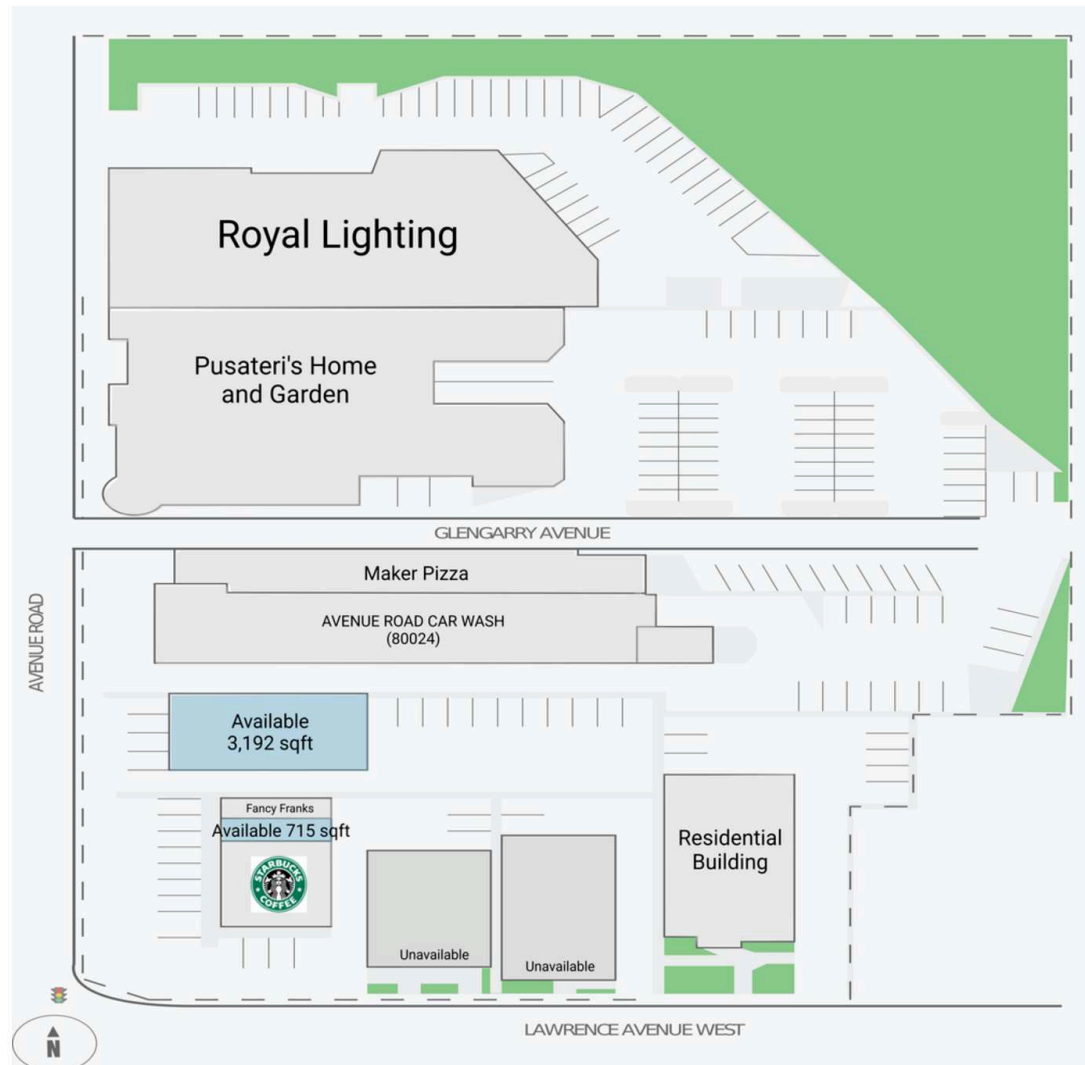 Royal Lighting
Pusateri's Home
and Garden
GLENGARRY AVENUE
Maker Pizza
AVENUE ROAD CAR WASH
(80024)
AVENUE ROAD
Available
3,192 sqft
Fancy Franks
Available 715 sqft
STARBUCKS
COFFEE
Residential
Building
Unavailable
Unavailable
LAWRENCE AVENUE WEST
N